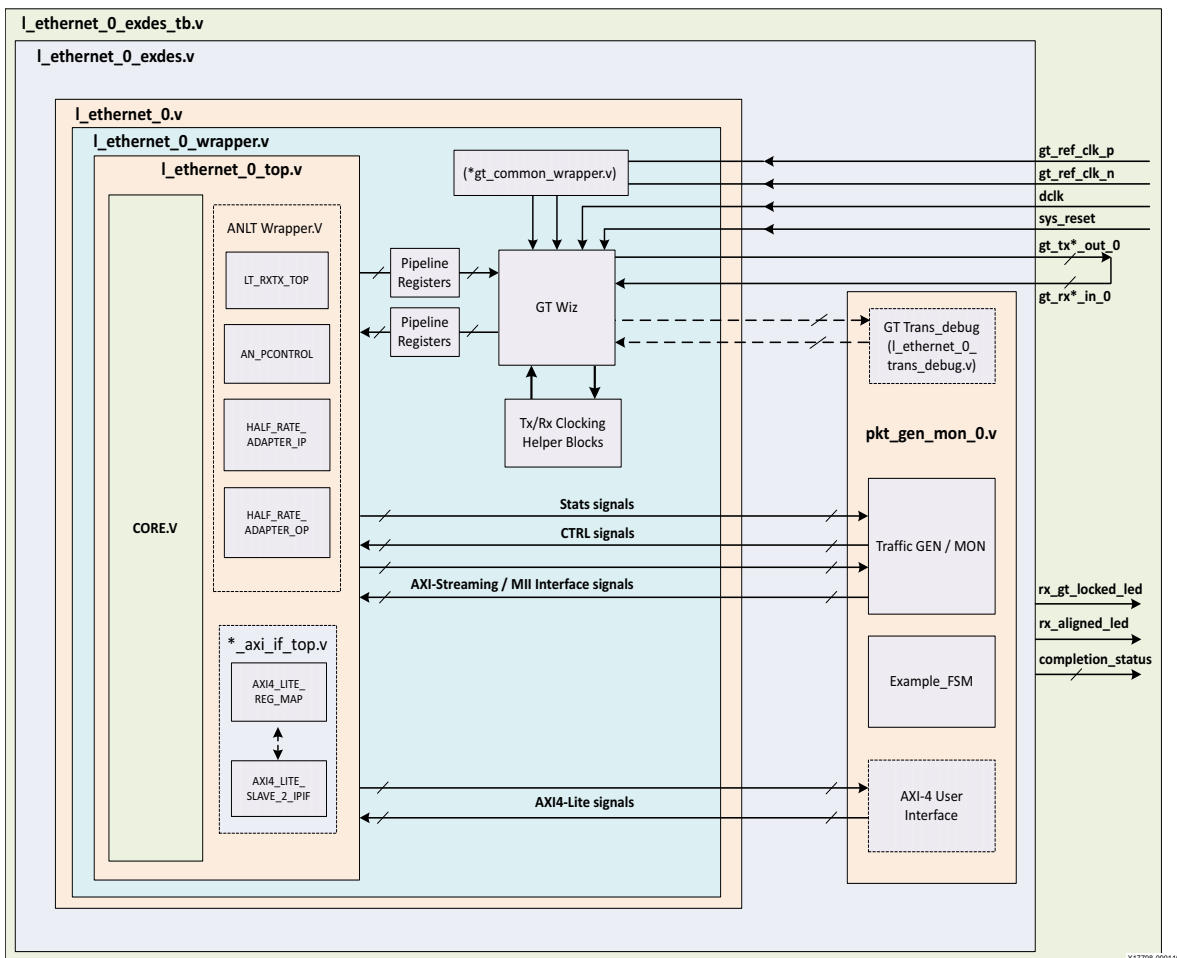 l_ethernet_0_exdes_tb.v
l_ethernet_0_exdes.v
l_ethernet_0.v
l_ethernet_0_wrapper.v
l_ethernet_0_top.v
CORE.V
ANLT Wrapper.V
LT_RXTX_TOP
AN_PCONTROL
HALF_RATE_
ADAPTER_IP
HALF_RATE_
ADAPTER_OP
*_axi_if_top.v
AXI4_LITE_
REG_MAP
AXI4_LITE_
SLAVE_2_IPIF
Pipeline
Registers
Pipeline
Registers
(*gt_common_wrapper.v)
GT Wiz
Tx/Rx Clocking
Helper Blocks
Stats signals
CTRL signals
AXI-Streaming / MII Interface signals
AXI4-Lite signals
GT Trans_debug
(l_ethernet_0_
trans_debug.v)
pkt_gen_mon_0.v
Traffic GEN / MON
Example_FSM
AXI-4 User
Interface
gt_ref_clk_p
gt_ref_clk_n
dclk
sys_reset
gt_tx*_out_0
gt_rx*_in_0
rx_gt_locked_led
rx_aligned_led
completion_status